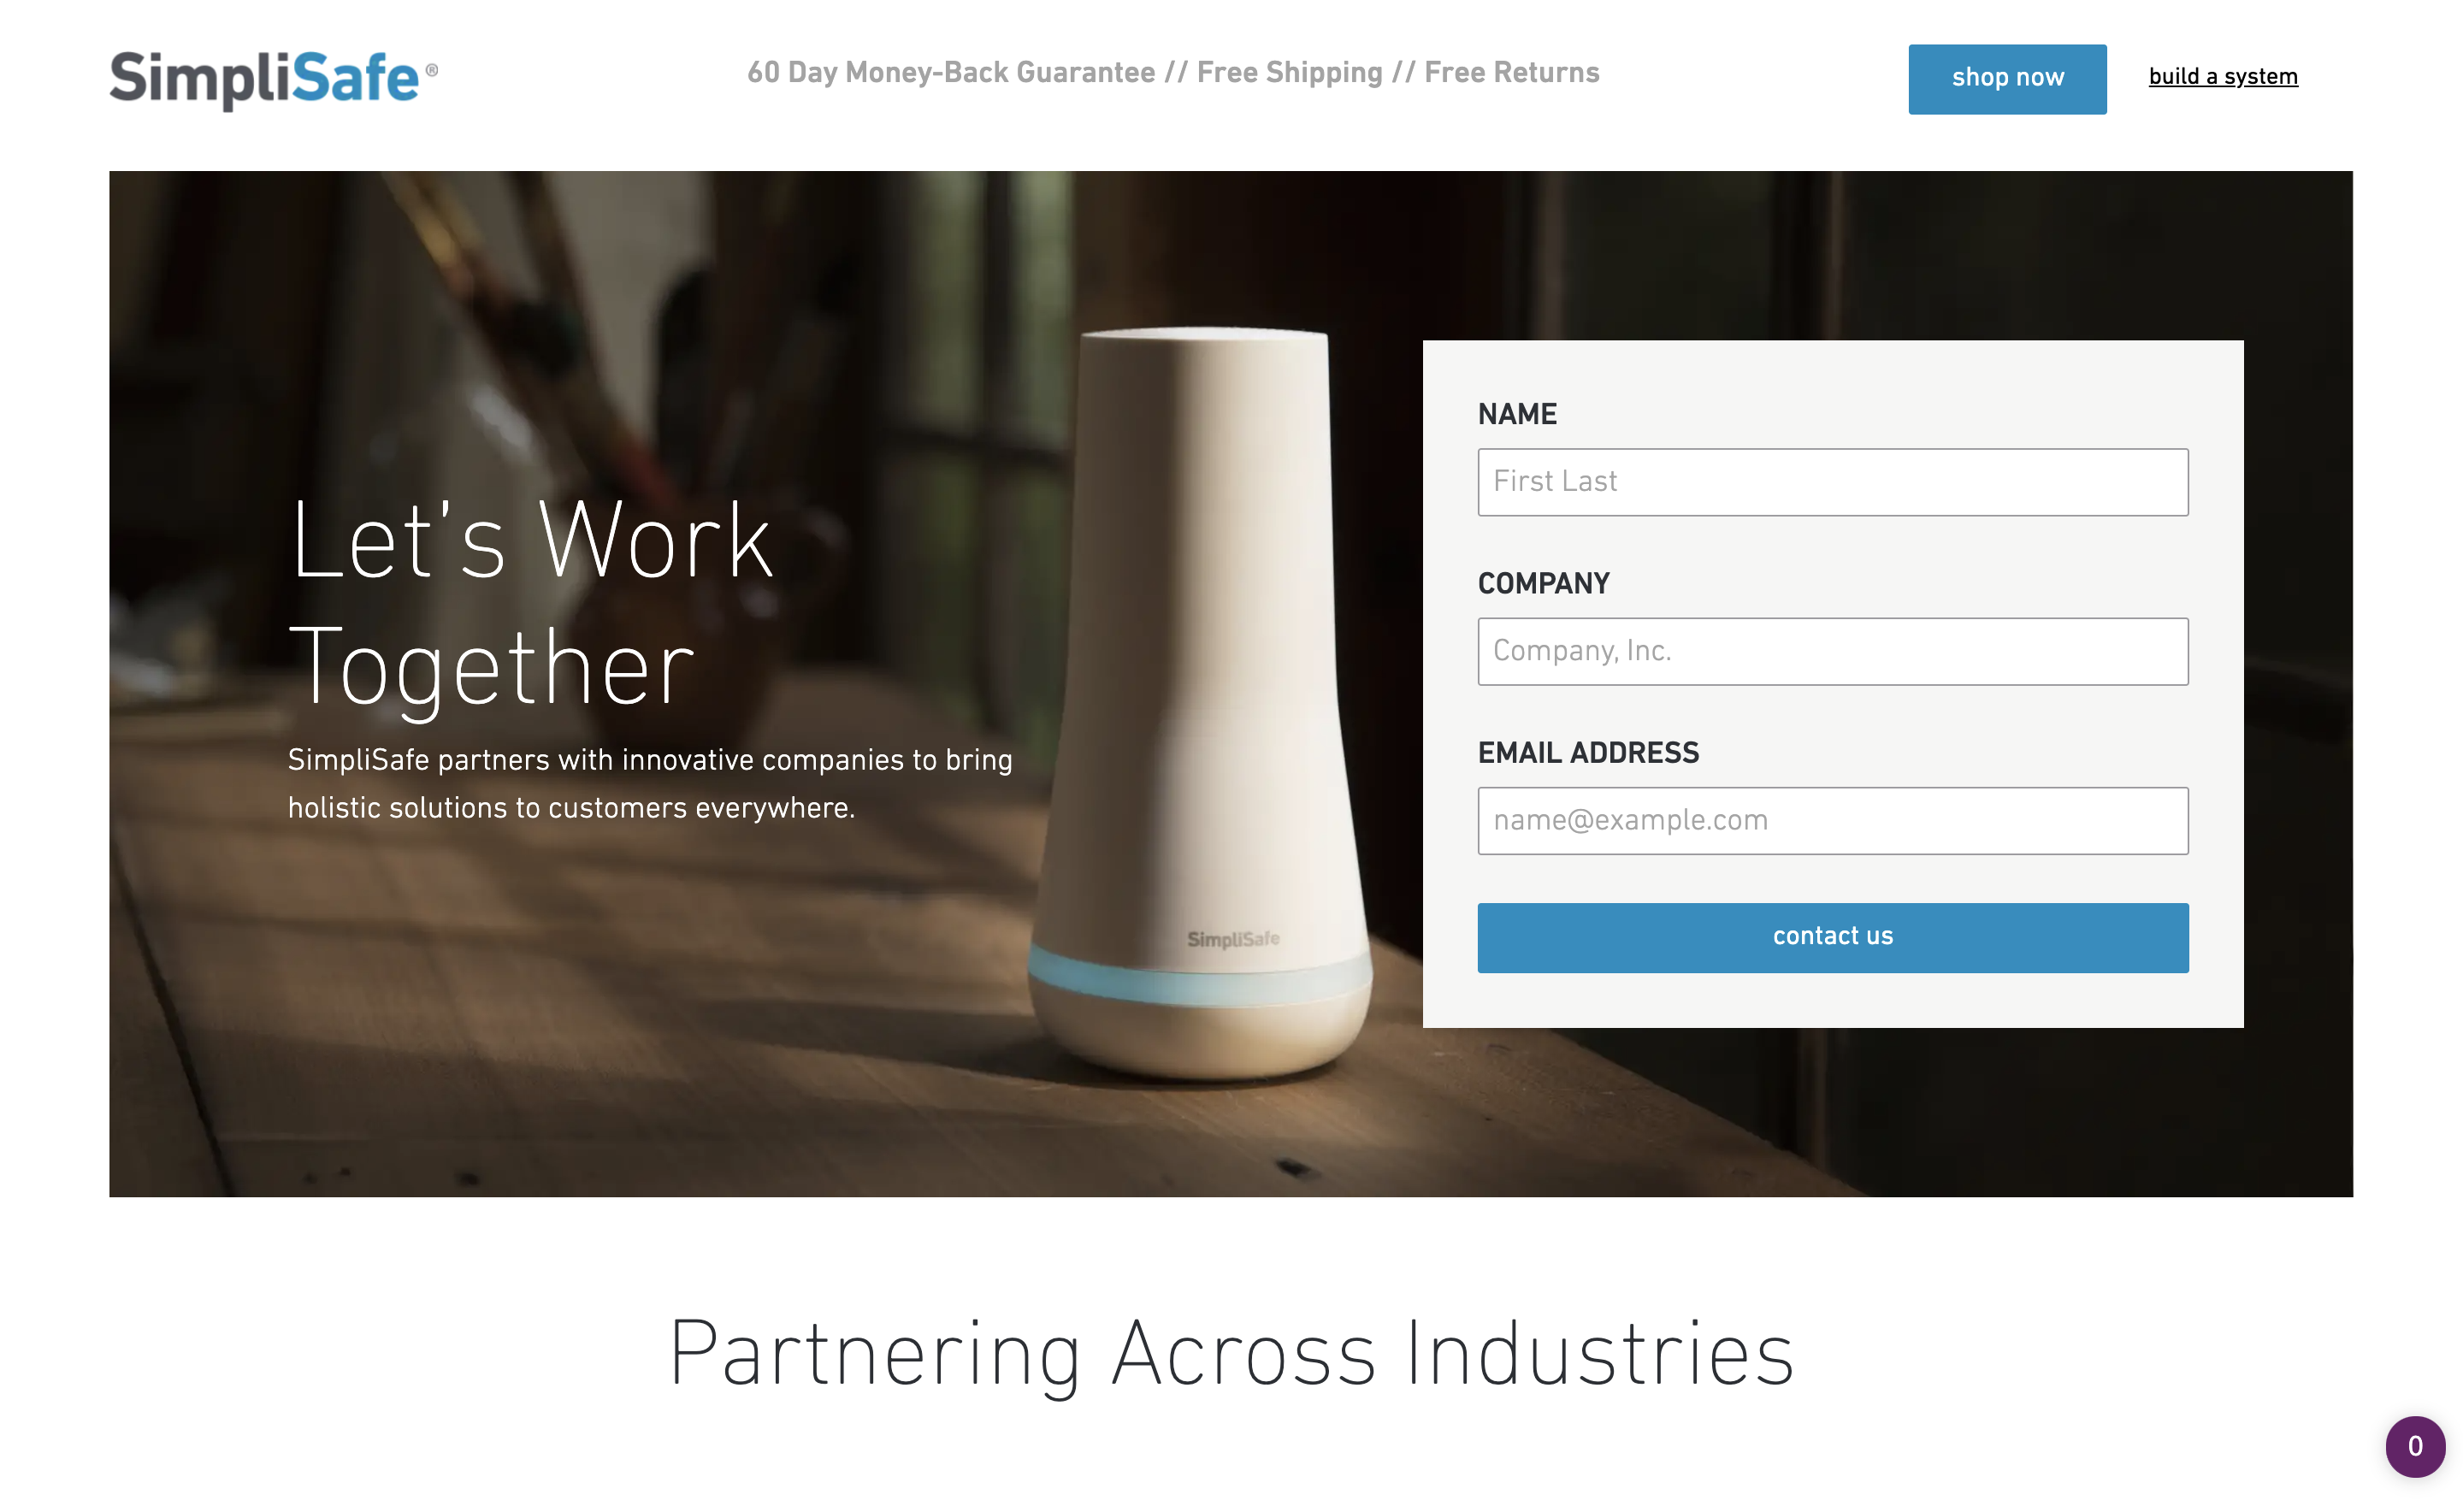 SimpliSafe®
60 Day Money-Back Guarantee // Free Shipping // Free Returns
shop now
build a system
Let's Work
Together
SimpliSafe partners with innovative companies to bring
holistic solutions to customers everywhere.
SimpliSafe
NAME
First Last
COMPANY
Company, Inc.
EMAIL ADDRESS
name@example.com
contact us
Partnering Across Industries
0